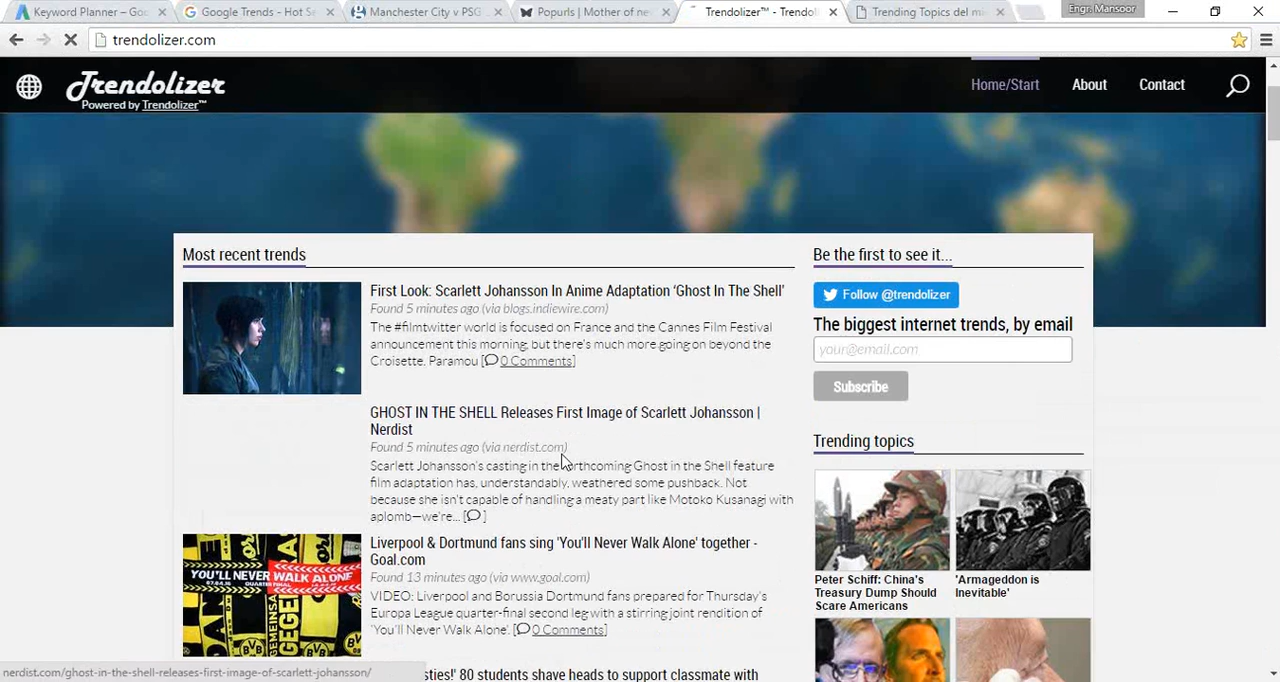 Keyword Planner – Goo
Google Trends - Hot Se
Manchester City v PSG
Popurls | Mother of ne
Trendolizer™ - Trendol
Trending Topics del mi
Engr. Mansoor
trendolizer.com
Trendolizer
Powered by Trendolizer™
Home/Start
About
Contact
Most recent trends
First Look: Scarlett Johansson In Anime Adaptation ‘Ghost In The Shell’
Found 5 minutes ago (via blogs.indiewire.com)
The #filmtwitter world is focused on France and the Cannes Film Festival
announcement this morning, but there's much more going on beyond the
Croisette. Paramou [0 Comments]
GHOST IN THE SHELL Releases First Image of Scarlett Johansson |
Nerdist
Found 5 minutes ago (via nerdist.com)
Scarlett Johansson's casting in the forthcoming Ghost in the Shell feature
film adaptation has, understandably, weathered some pushback. Not
because she isn't capable of handling a meaty part like Motoko Kusanagi with
aplomb—we're... [ ]
YOU'LL NEVER WALK ALONE
Liverpool & Dortmund fans sing 'You'll Never Walk Alone' together -
Goal.com
Found 13 minutes ago (via www.goal.com)
VIDEO: Liverpool and Borussia Dortmund fans prepared for Thursday's
Europa League quarter-final second leg with a stirring joint rendition of
'You'll Never Walk Alone'. [0 Comments]
sties!' 80 students shave heads to support classmate with
Be the first to see it...
Follow @trendolizer
The biggest internet trends, by email
your@email.com
Subscribe
Trending topics
Peter Schiff: China's
Treasury Dump Should
Scare Americans
'Armageddon is
Inevitable'
nerdist.com/ghost-in-the-shell-releases-first-image-of-scarlett-johansson/